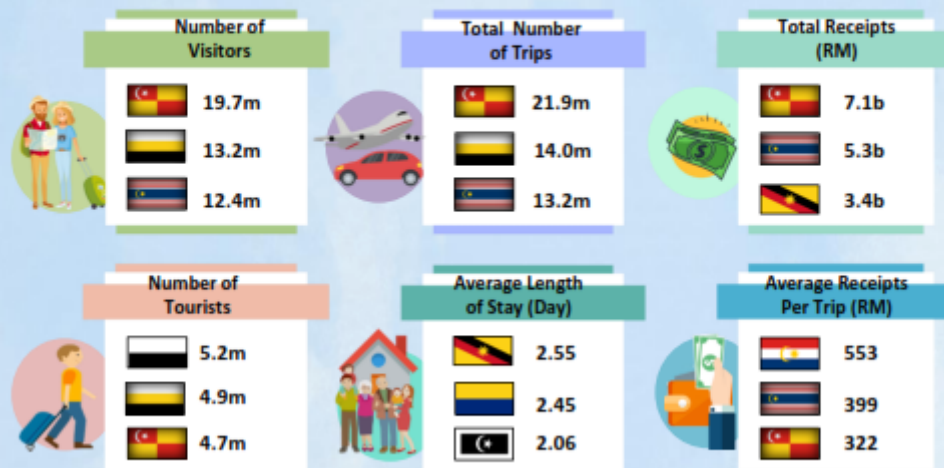 Number of
Visitors
19.7m
13.2m
12.4m
Total Number
of Trips
21.9m
14.0m
13.2m
Total Receipts
(RM)
7.1b
5.3b
3.4b
Number of
Tourists
5.2m
4.9m
4.7m
Average Length
of Stay (Day)
2.55
2.45
2.06
Average Receipts
Per Trip (RM)
553
399
322